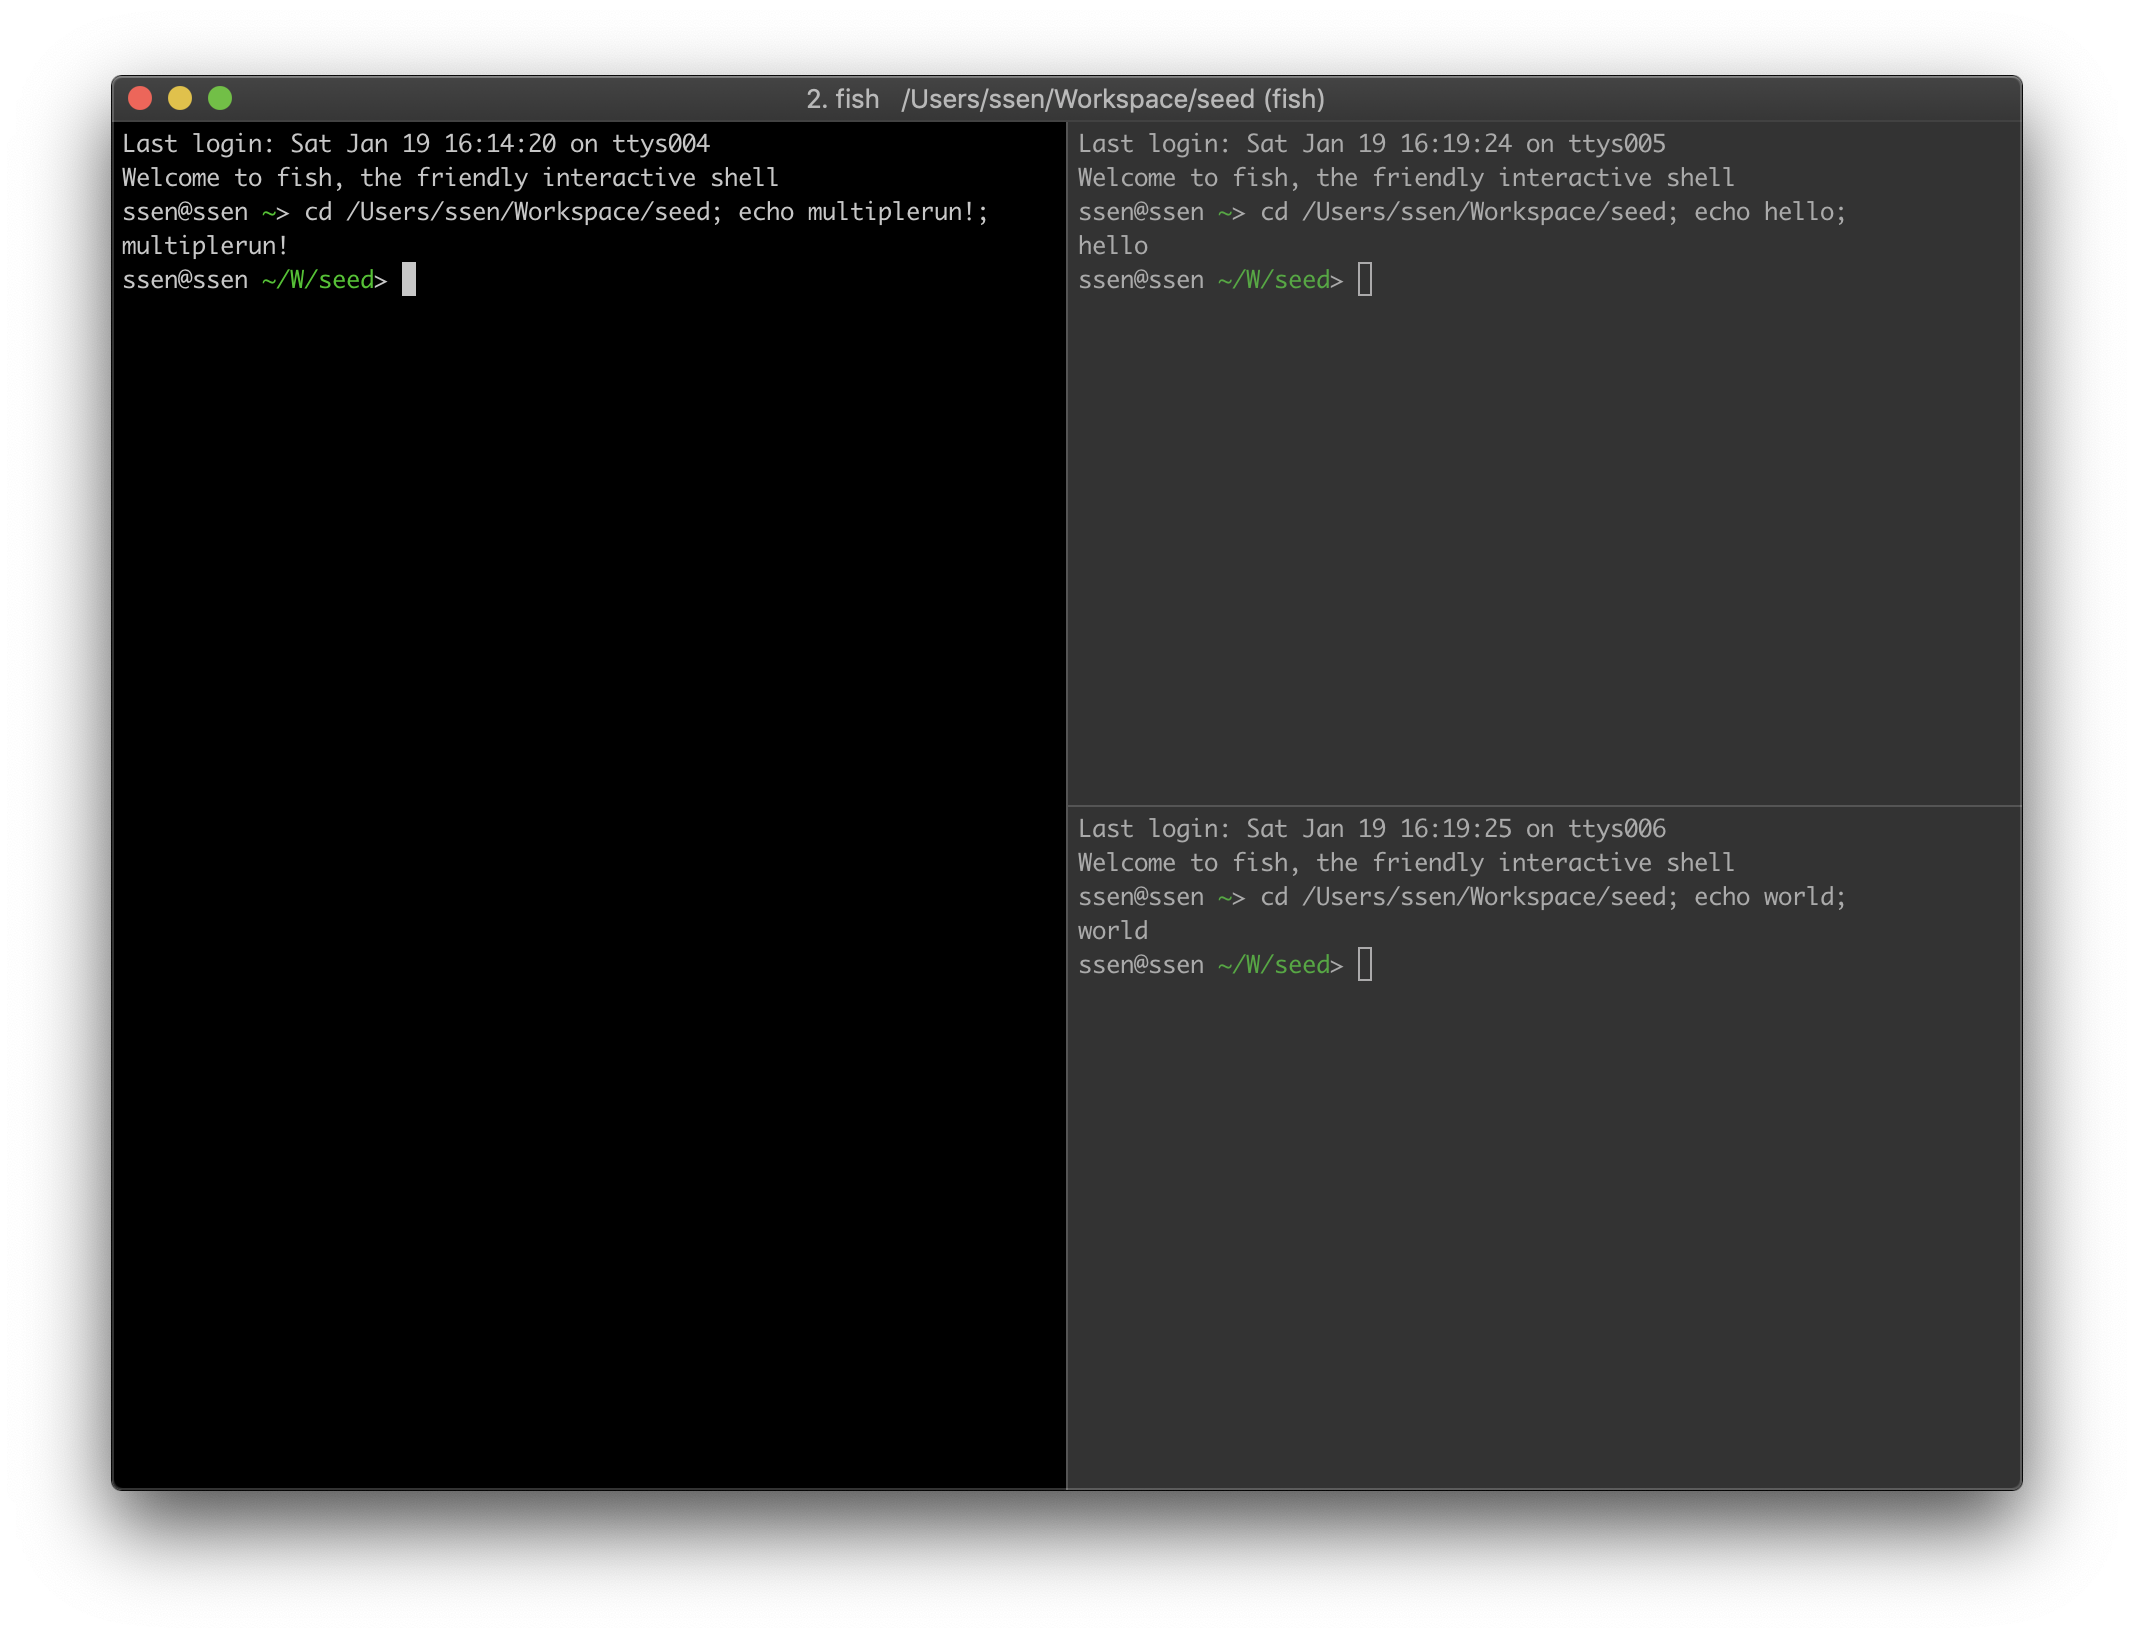 2. fish   /Users/ssen/Workspace/seed (fish)
Last login: Sat Jan 19 16:14:20 on ttys004
Welcome to fish, the friendly interactive shell
ssen@ssen ~> cd /Users/ssen/Workspace/seed; echo multiplerun!;
multiplerun!
ssen@ssen ~/W/seed>
Last login: Sat Jan 19 16:19:24 on ttys005
Welcome to fish, the friendly interactive shell
ssen@ssen ~> cd /Users/ssen/Workspace/seed; echo hello;
hello
ssen@ssen ~/W/seed>
Last login: Sat Jan 19 16:19:25 on ttys006
Welcome to fish, the friendly interactive shell
ssen@ssen ~> cd /Users/ssen/Workspace/seed; echo world;
world
ssen@ssen ~/W/seed>